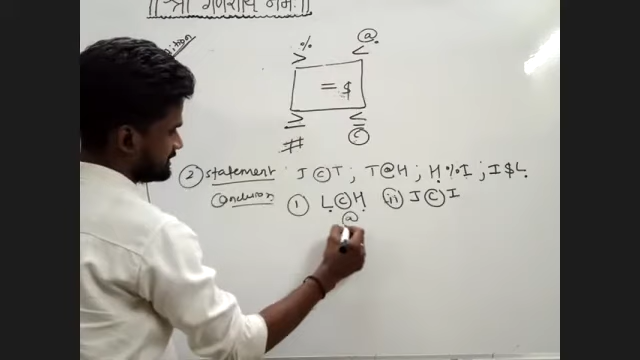 || श्री गणेशाय नमः ||
% @
> <
= $
≥ ≤
# ©
② statement J © T ; T @ H ; H % I ; I $ L
Conclusion ① L © H ⓘⓘ J © I
@